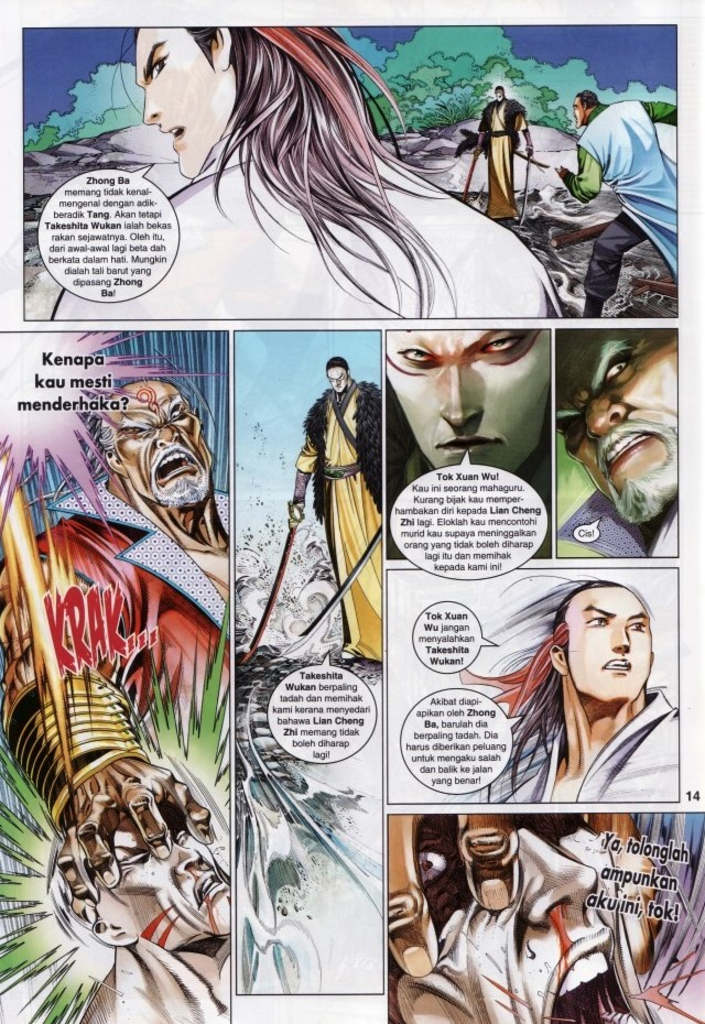 Zhong Ba
memang tidak kenal-
mengenal dengan adik-
beradik Tang. Akan tetapi
Takeshita Wukan ialah bekas
rakan sejawatnya. Oleh itu,
dari awal-awal lagi beta dah
berkata dalam hati. Mungkin
dialah tali barut yang
dipasang Zhong
Ba!
Kenapa
kau mesti
menderhaka?
KRAK...
Takeshita
Wukan berpaling
tadah dan memihak
kami kerana menyedari
bahawa Lian Cheng
Zhi memang tidak
boleh diharap
lagi!
Tok Xuan Wu!
Kau ini seorang mahaguru.
Kurang bijak kau memper-
hambakan diri kepada Lian Cheng
Zhi lagi. Eloklah kau mencontohi
murid kau supaya meninggalkan
orang yang tidak boleh diharap
lagi itu dan memihak
kepada kami ini!
Cis!
Tok Xuan
Wu jangan
menyalahkan
Takeshita
Wukan!
Akibat diapi-
apikan oleh Zhong
Ba, barulah dia
berpaling tadah. Dia
harus diberikan peluang
untuk mengaku salah
dan balik ke jalan
yang benar!
14
Ya, tolonglah
ampunkan
aku ini, tok!